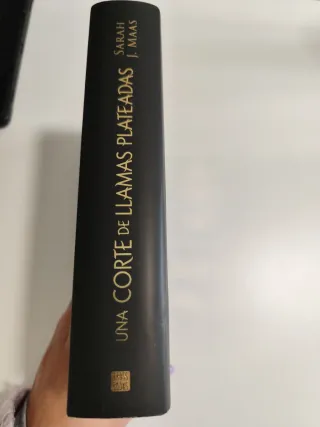 UNA CORTE DE LLAMAS PLATEADAS
SARAH
J. MAAS